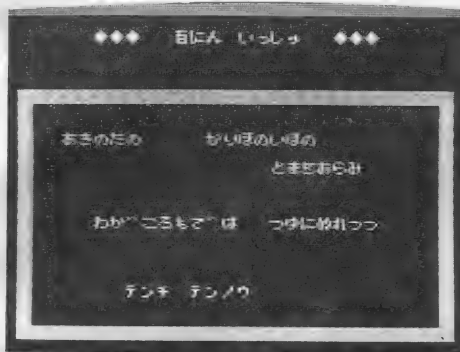 ◆◆◆ 百にん いっしゅ ◆◆◆
あきのたの かりほのいほの
とまをあらみ
わか゛ころもて゛は つゆにぬれつつ
テンチ テンノウ